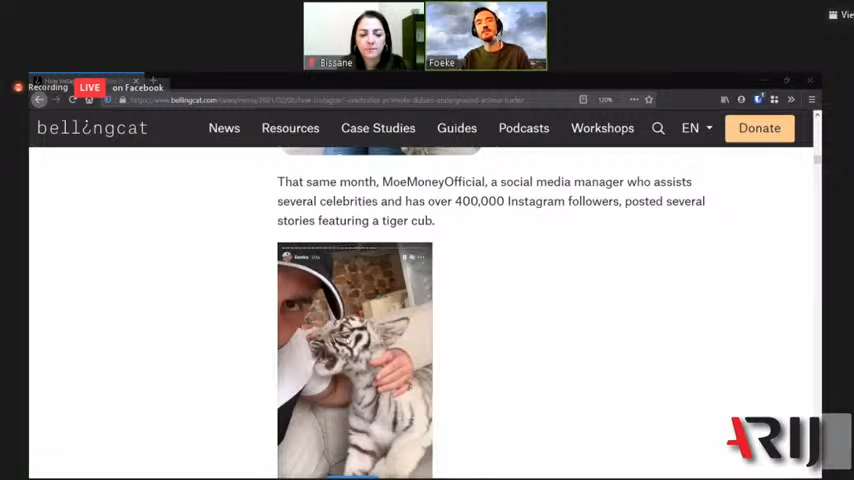 Bissane
Foeke
View
Recording
LIVE
on Facebook
120%
bellingcat
News
Resources
Case Studies
Guides
Podcasts
Workshops
EN
Donate
That same month, MoeMoneyOfficial, a social media manager who assists
several celebrities and has over 400,000 Instagram followers, posted several
stories featuring a tiger cub.
ARIJ